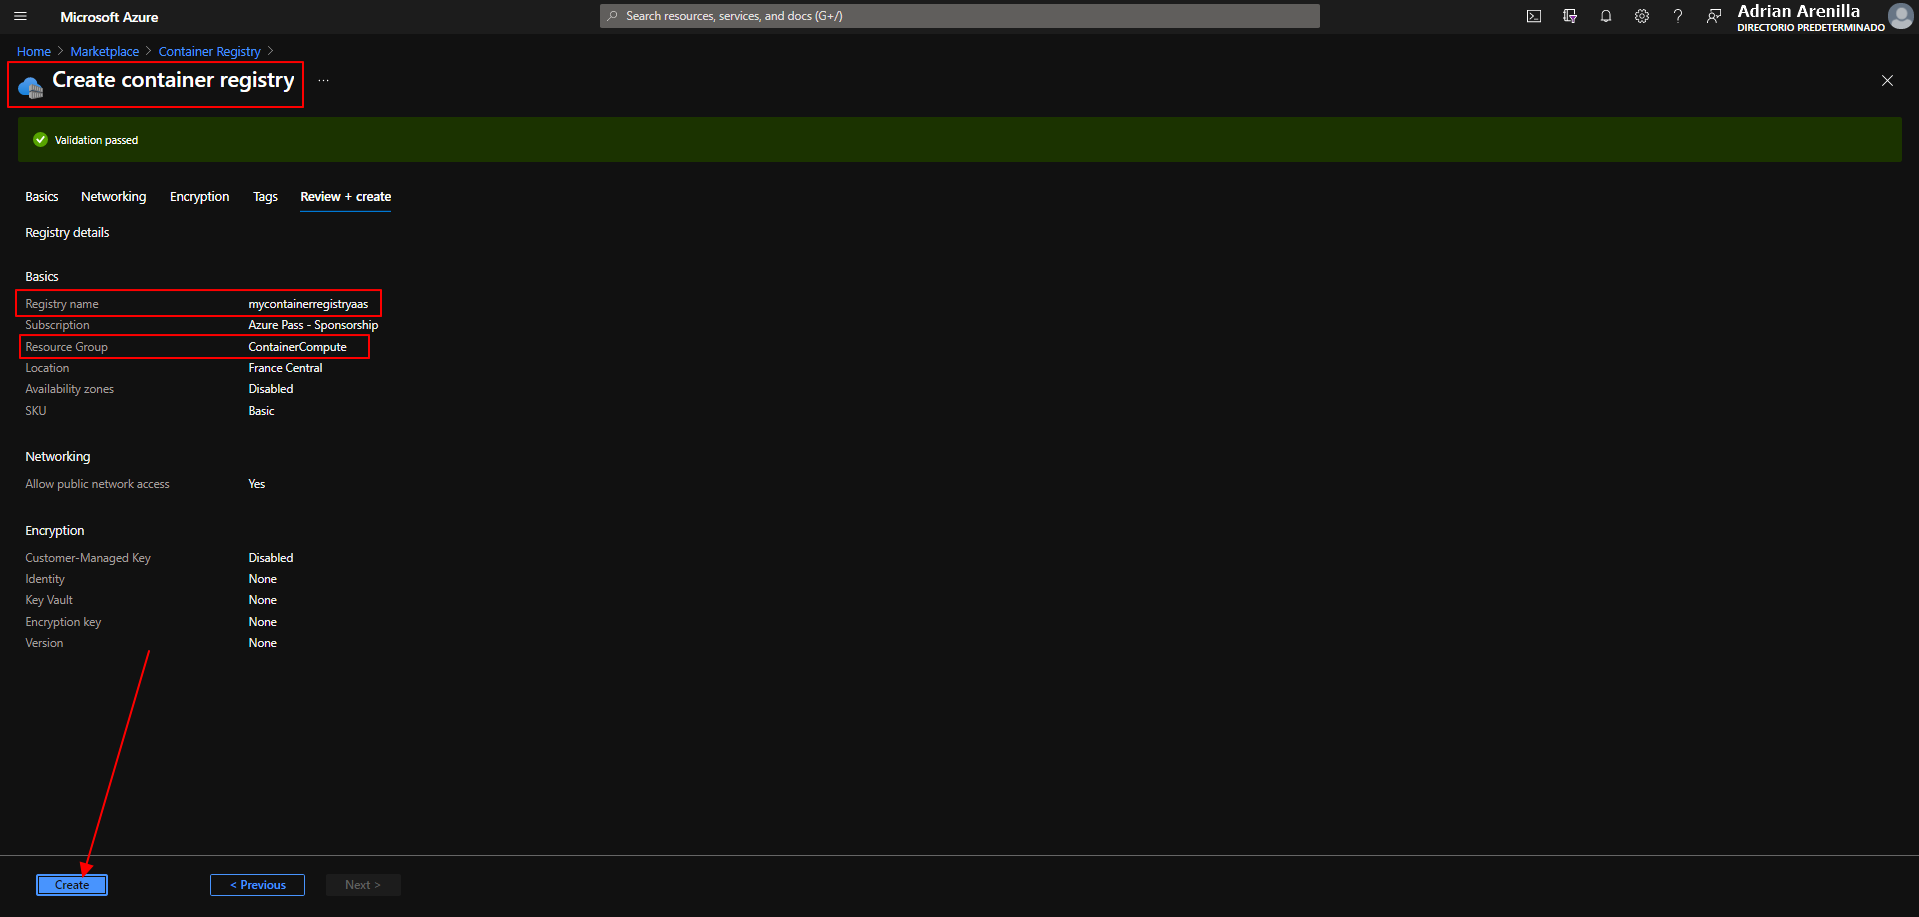 Microsoft Azure
Search resources, services, and docs (G+/)
Adrian Arenilla
DIRECTORIO PREDETERMINADO
Home > Marketplace > Container Registry >
Create container registry ...
Validation passed
Basics Networking Encryption Tags Review + create
Registry details
Basics
Registry name mycontainerregistryaas
Subscription Azure Pass - Sponsorship
Resource Group ContainerCompute
Location France Central
Availability zones Disabled
SKU Basic
Networking
Allow public network access Yes
Encryption
Customer-Managed Key Disabled
Identity None
Key Vault None
Encryption key None
Version None
Create < Previous Next >